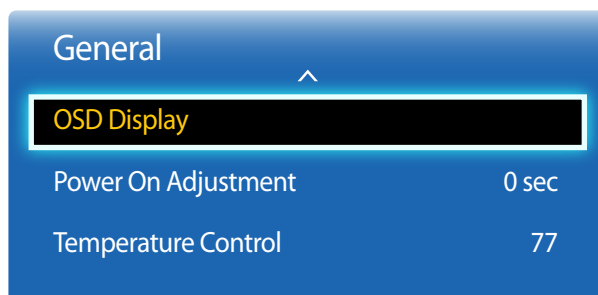 General
OSD Display
Power On Adjustment 0 sec
Temperature Control 77